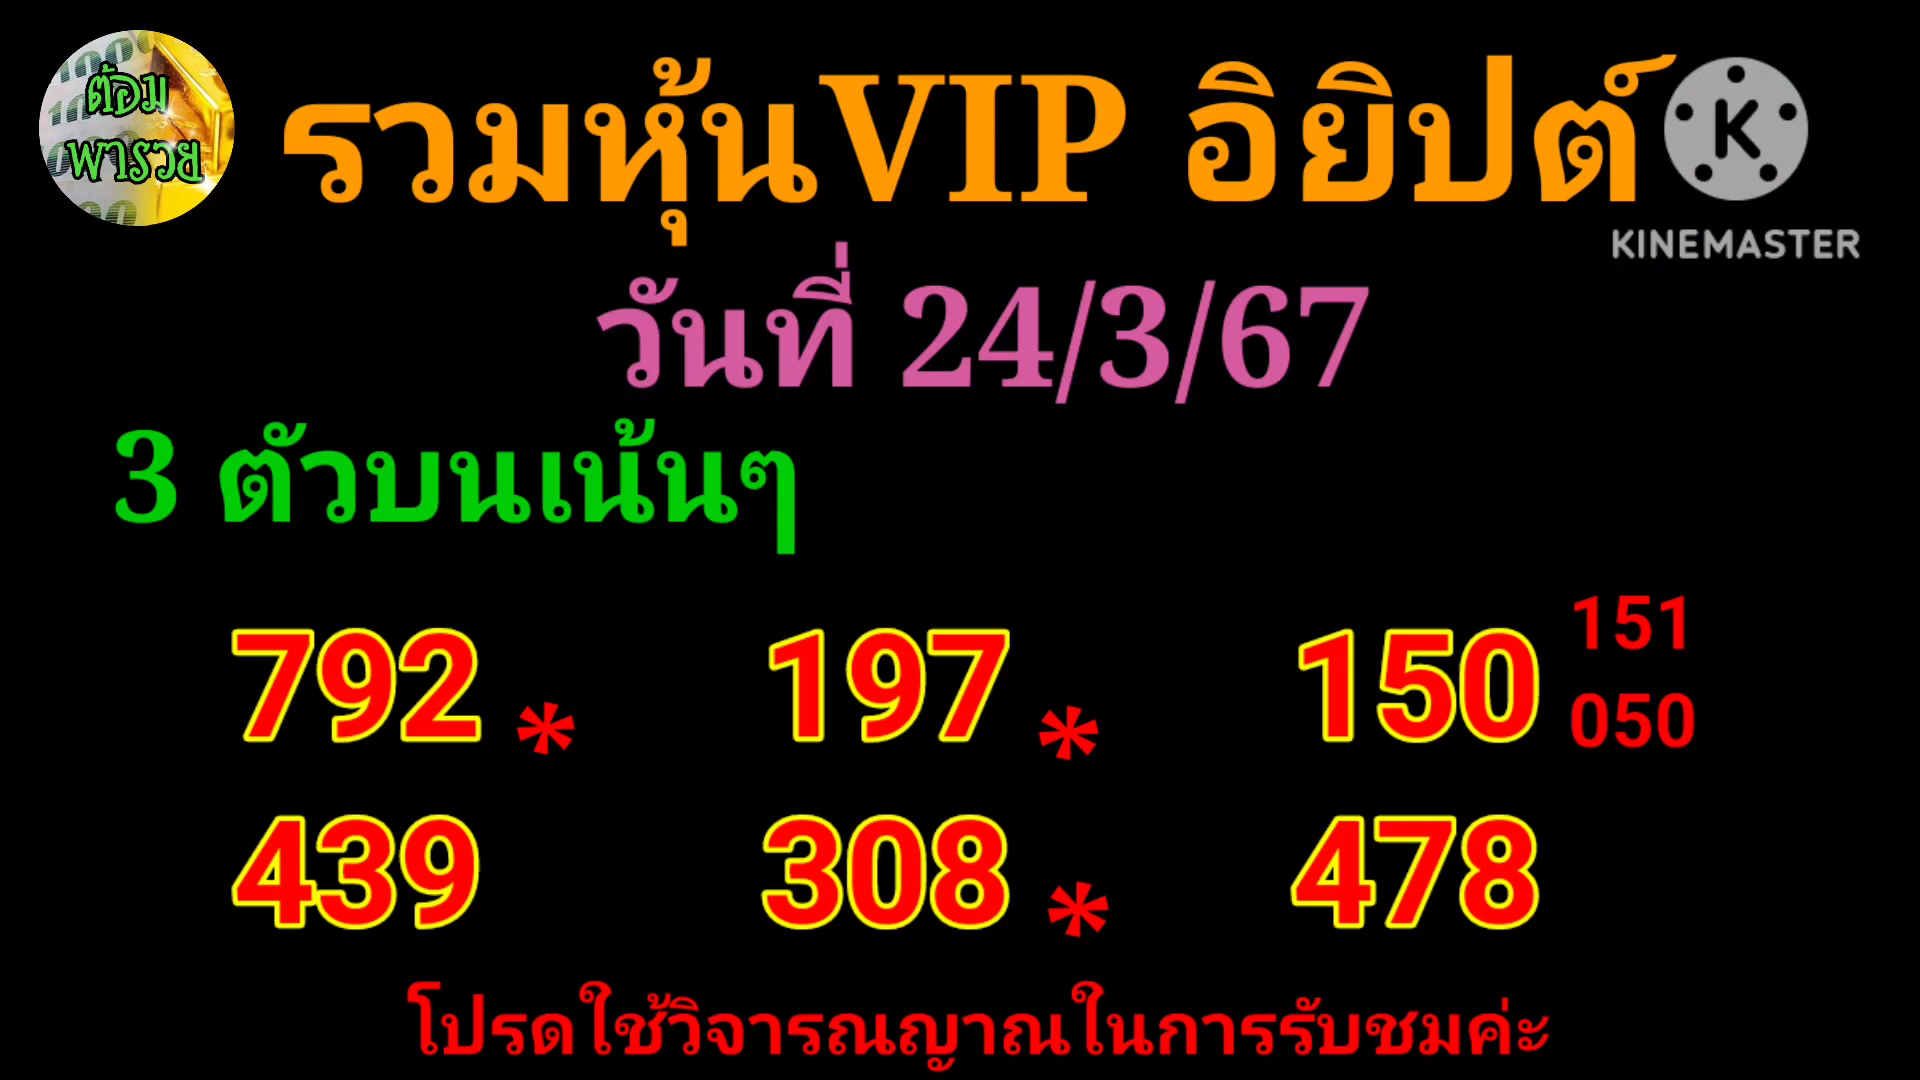 ต้อม
พารวย
รวมหุ้นVIP อิยิปต์
K
KINEMASTER
วันที่ 24/3/67
3 ตัวบนเน้นๆ
792* 197* 150 151
050
439 308* 478
โปรดใช้วิจารณญาณในการรับชมค่ะ